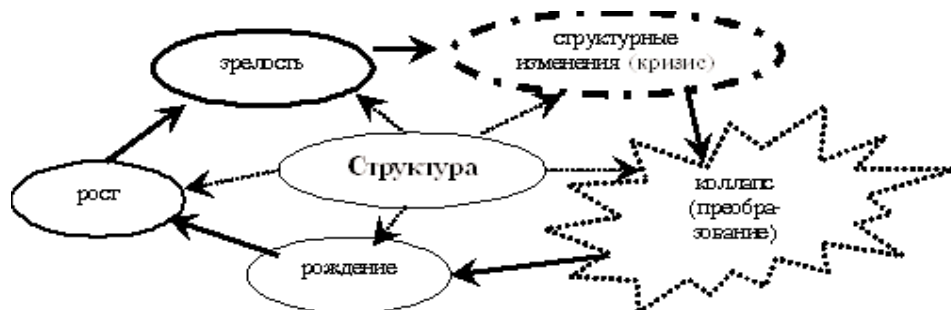 структурные
изменения (кризис)
зрелость
Структура
рост
коллапс
(преобра-
зование)
рождение